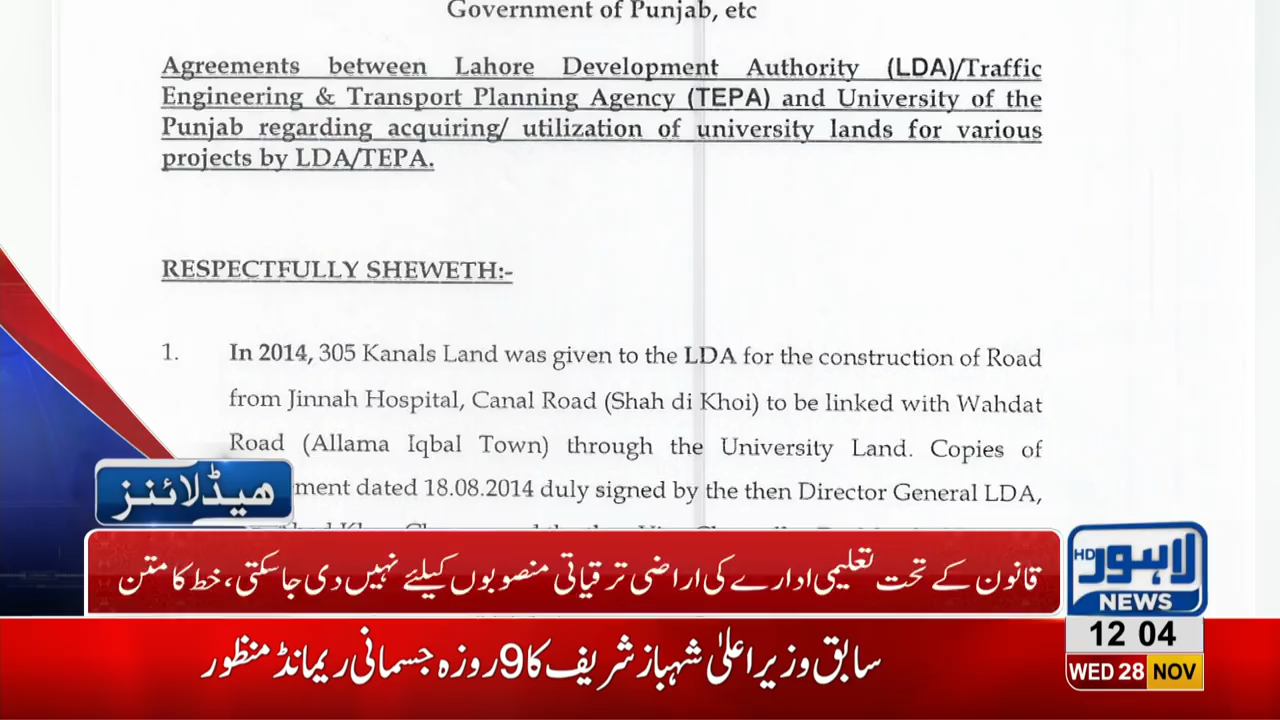 Government of Punjab, etc
Agreements between Lahore Development Authority (LDA)/Traffic
Engineering & Transport Planning Agency (TEPA) and University of the
Punjab regarding acquiring/ utilization of university lands for various
projects by LDA/TEPA.
RESPECTFULLY SHEWETH:-
1. In 2014, 305 Kanals Land was given to the LDA for the construction of Road
from Jinnah Hospital, Canal Road (Shah di Khoi) to be linked with Wahdat
Road (Allama Iqbal Town) through the University Land. Copies of
ment dated 18.08.2014 duly signed by the then Director General LDA,
ھیڈلائنز
قانون کے تحت تعلیمی ادارے کی اراضی ترقیاتی منصوبوں کیلئے نہیں دی جاسکتی، خط کا متن
سابق وزیراعلیٰ شہباز شریف کا 9 روزہ جسمانی ریمانڈ منظور
لاہور HD
NEWS
12 04
WED 28 NOV